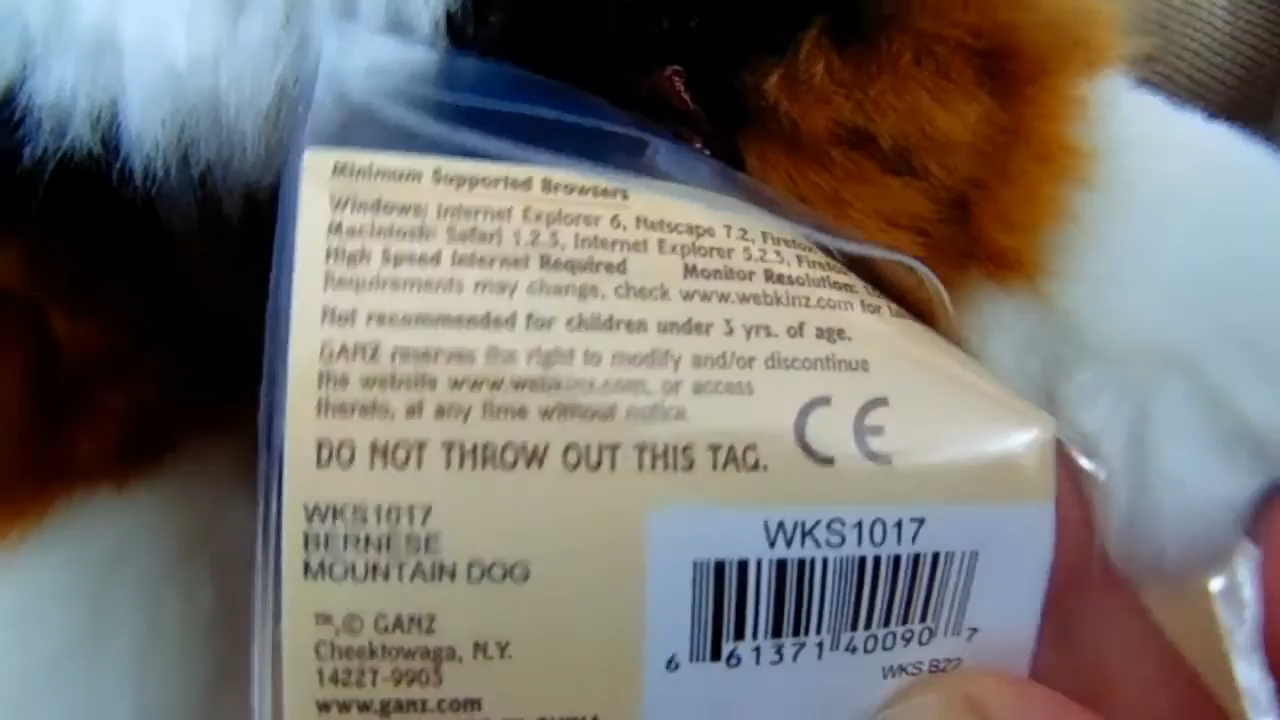 Minimum Supported Browsers
Windows: Internet Explorer 6, Netscape 7.2, Firefox
Macintosh: Safari 1.2.3, Internet Explorer 5.2.3, Firefox
High Speed Internet Required Monitor Resolution:
Requirements may change, check www.webkinz.com for
Not recommended for children under 3 yrs. of age.
GANZ reserves the right to modify and/or discontinue
the website www.webkinz.com, or access
thereto, at any time without notice.
CE
DO NOT THROW OUT THIS TAG.
WKS1017
BERNESE
MOUNTAIN DOG
™,© GANZ
Cheektowaga, N.Y.
14227-9903
www.ganz.com
WKS1017
6 61371 40090 7
WKS B22